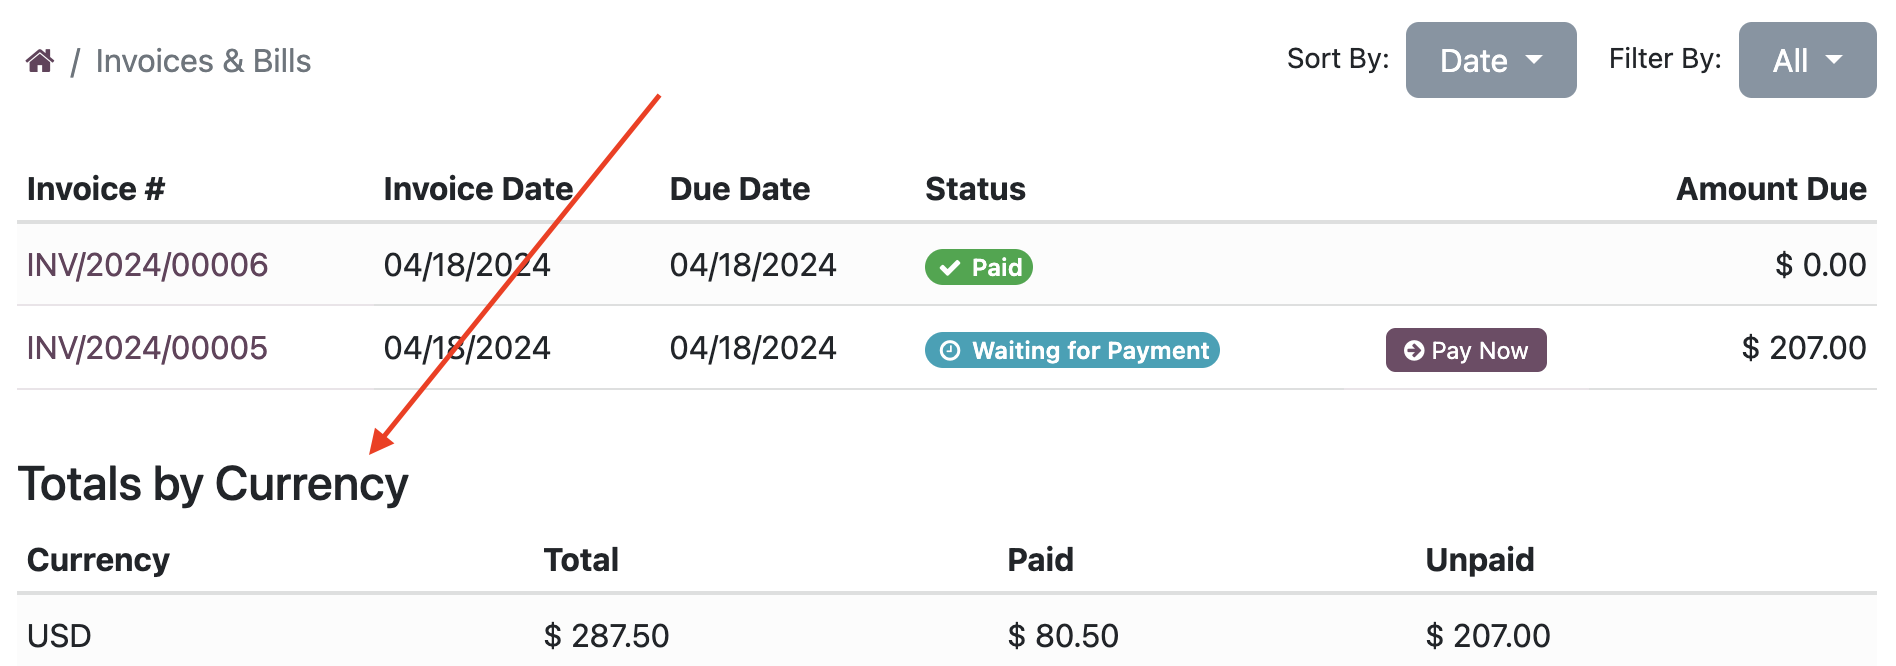 / Invoices & Bills Sort By: Date Filter By: All
Invoice # Invoice Date Due Date Status Amount Due
INV/2024/00006 04/18/2024 04/18/2024 Paid $ 0.00
INV/2024/00005 04/18/2024 04/18/2024 Waiting for Payment Pay Now $ 207.00
Totals by Currency
Currency Total Paid Unpaid
USD $ 287.50 $ 80.50 $ 207.00